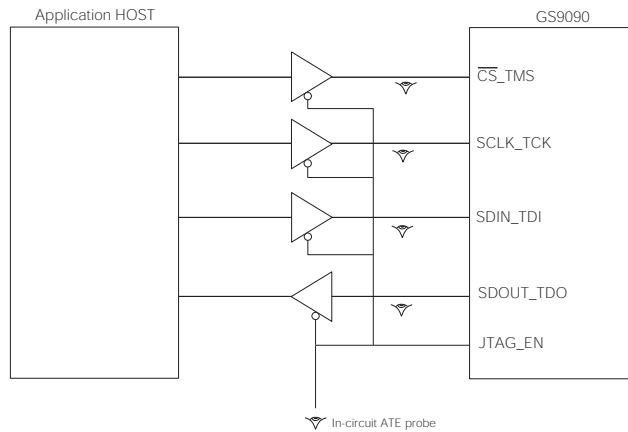 Application HOST
GS9090
CS_TMS
SCLK_TCK
SDIN_TDI
SDOUT_TDO
JTAG_EN
In-circuit ATE probe